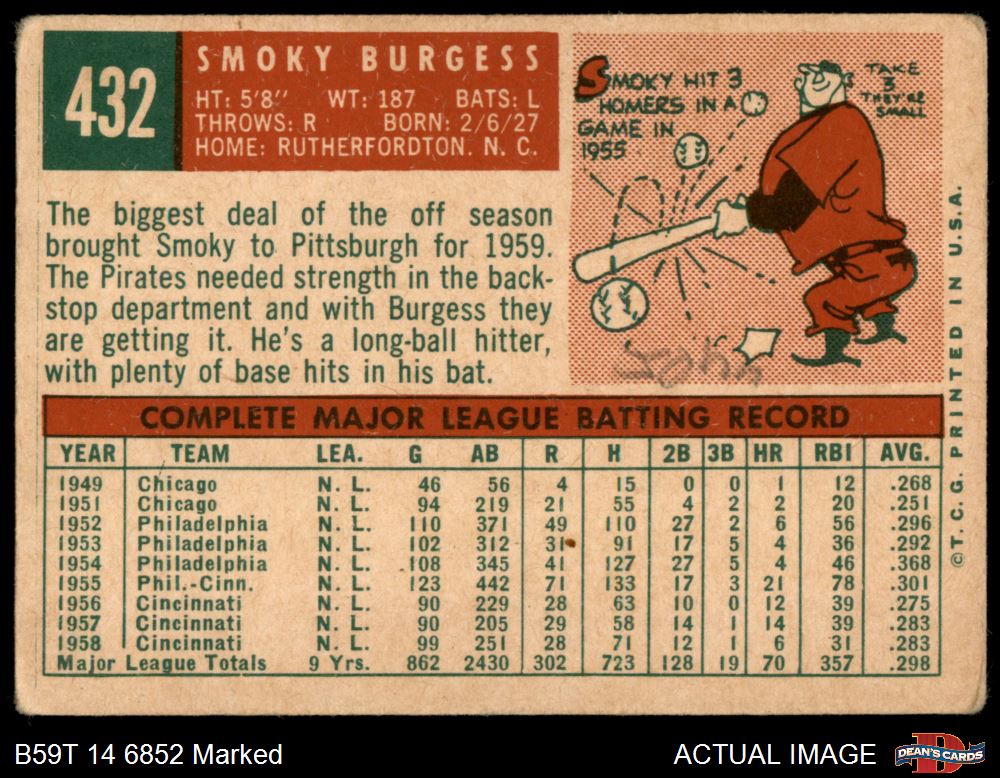 432
SMOKY BURGESS
HT: 5'8" WT: 187 BATS: L
THROWS: R BORN: 2/6/27
HOME: RUTHERFORDTON. N. C.
SMOKY HIT 3
HOMERS IN A
GAME IN
1955
TAKE
3
THEY'RE
SMALL
The biggest deal of the off season
brought Smoky to Pittsburgh for 1959.
The Pirates needed strength in the back-
stop department and with Burgess they
are getting it. He's a long-ball hitter,
with plenty of base hits in his bat.
John
COMPLETE MAJOR LEAGUE BATTING RECORD
YEAR TEAM LEA. G AB R H 2B 3B HR RBI AVG.
1949 Chicago N. L. 46 56 4 15 0 0 1 12 .268
1951 Chicago N. L. 94 219 21 55 4 2 2 20 .251
1952 Philadelphia N. L. 110 371 49 110 27 2 6 56 .296
1953 Philadelphia N. L. 102 312 31 91 17 5 4 36 .292
1954 Philadelphia N. L. 108 345 41 127 27 5 4 46 .368
1955 Phil.-Cinn. N. L. 123 442 71 133 17 3 21 78 .301
1956 Cincinnati N. L. 90 229 28 63 10 0 12 39 .275
1957 Cincinnati N. L. 90 205 29 58 14 1 14 39 .283
1958 Cincinnati N. L. 99 251 28 71 12 1 6 31 .283
Major League Totals 9 Yrs. 862 2430 302 723 128 19 70 357 .298
©T. C. G. PRINTED IN U.S.A.
B59T 14 6852 Marked
ACTUAL IMAGE
DEAN'S CARDS